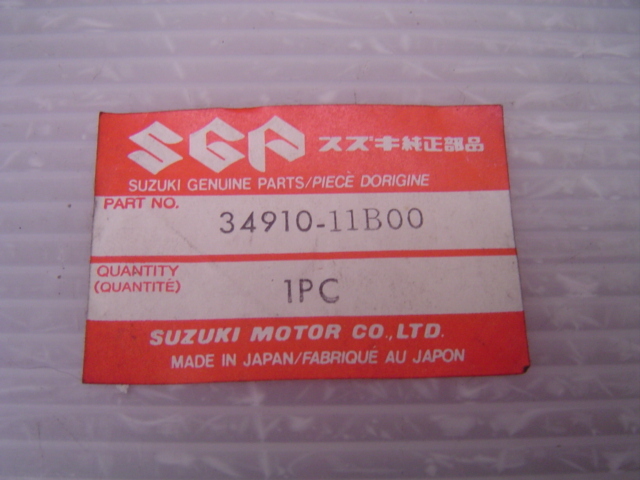 SGP スズキ純正部品
SUZUKI GENUINE PARTS/PIECE DORIGINE
PART NO.
34910-11B00
QUANTITY
(QUANTITÉ)
1PC
SUZUKI MOTOR CO., LTD.
MADE IN JAPAN/FABRIQUÉ AU JAPON